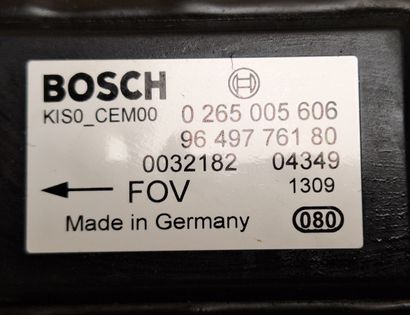 BOSCH
KIS0_CEM00 0 265 005 606
96 497 761 80
0032182 04349
FOV 1309
Made in Germany 080